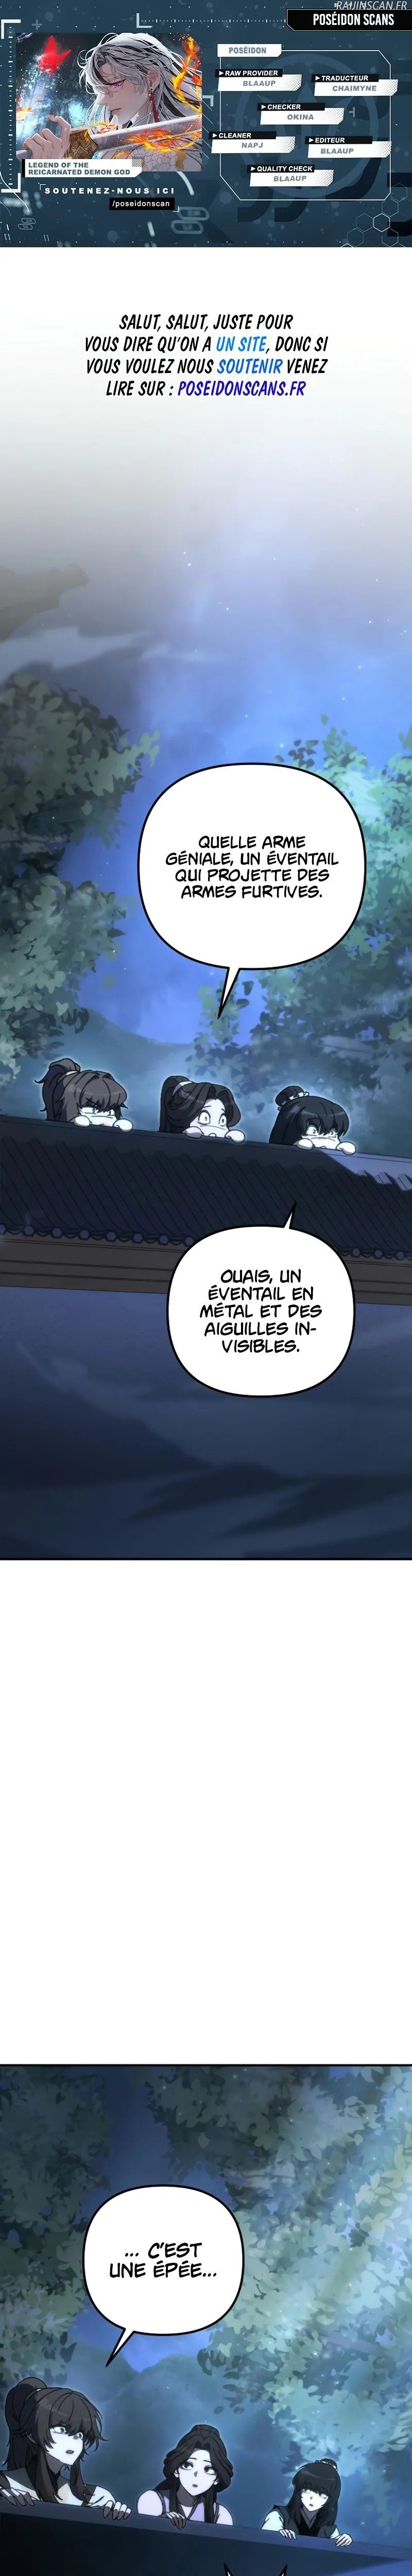 RAIJINSCAN.FR
POSÉIDON SCANS
POSÉIDON
RAW PROVIDER
BLAAUP
TRADUCTEUR
CHAIMYNE
CHECKER
OKINA
CLEANER
NAPJ
EDITEUR
BLAAUP
QUALITY CHECK
BLAAUP
LEGEND OF THE
REICARNATED DEMON GOD
SOUTENEZ-NOUS ICI
/poseidonscan
SALUT, SALUT, JUSTE POUR
VOUS DIRE QU'ON A UN SITE, DONC SI
VOUS VOULEZ NOUS SOUTENIR VENEZ
LIRE SUR : POSEIDONSCANS.FR
QUELLE ARME
GÉNIALE, UN ÉVENTAIL
QUI PROJETTE DES
ARMES FURTIVES.
OUAIS, UN
ÉVENTAIL EN
MÉTAL ET DES
AIGUILLES IN-
VISIBLES.
... C'EST
UNE ÉPÉE...